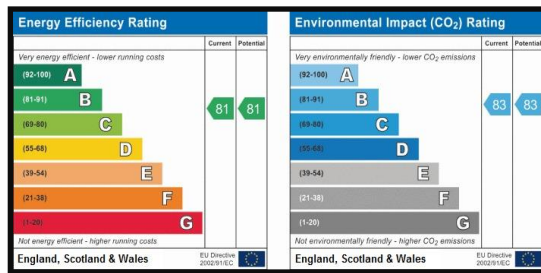 Energy Efficiency Rating
Current Potential
Very energy efficient - lower running costs
(92-100) A
(81-91) B
81 81
(69-80) C
(55-68) D
(39-54) E
(21-38) F
(1-20) G
Not energy efficient - higher running costs
England, Scotland & Wales
EU Directive
2002/91/EC
Environmental Impact (CO₂) Rating
Current Potential
Very environmentally friendly - lower CO₂ emissions
(92-100) A
(81-91) B
83 83
(69-80) C
(55-68) D
(39-54) E
(21-38) F
(1-20) G
Not environmentally friendly - higher CO₂ emissions
England, Scotland & Wales
EU Directive
2002/91/EC